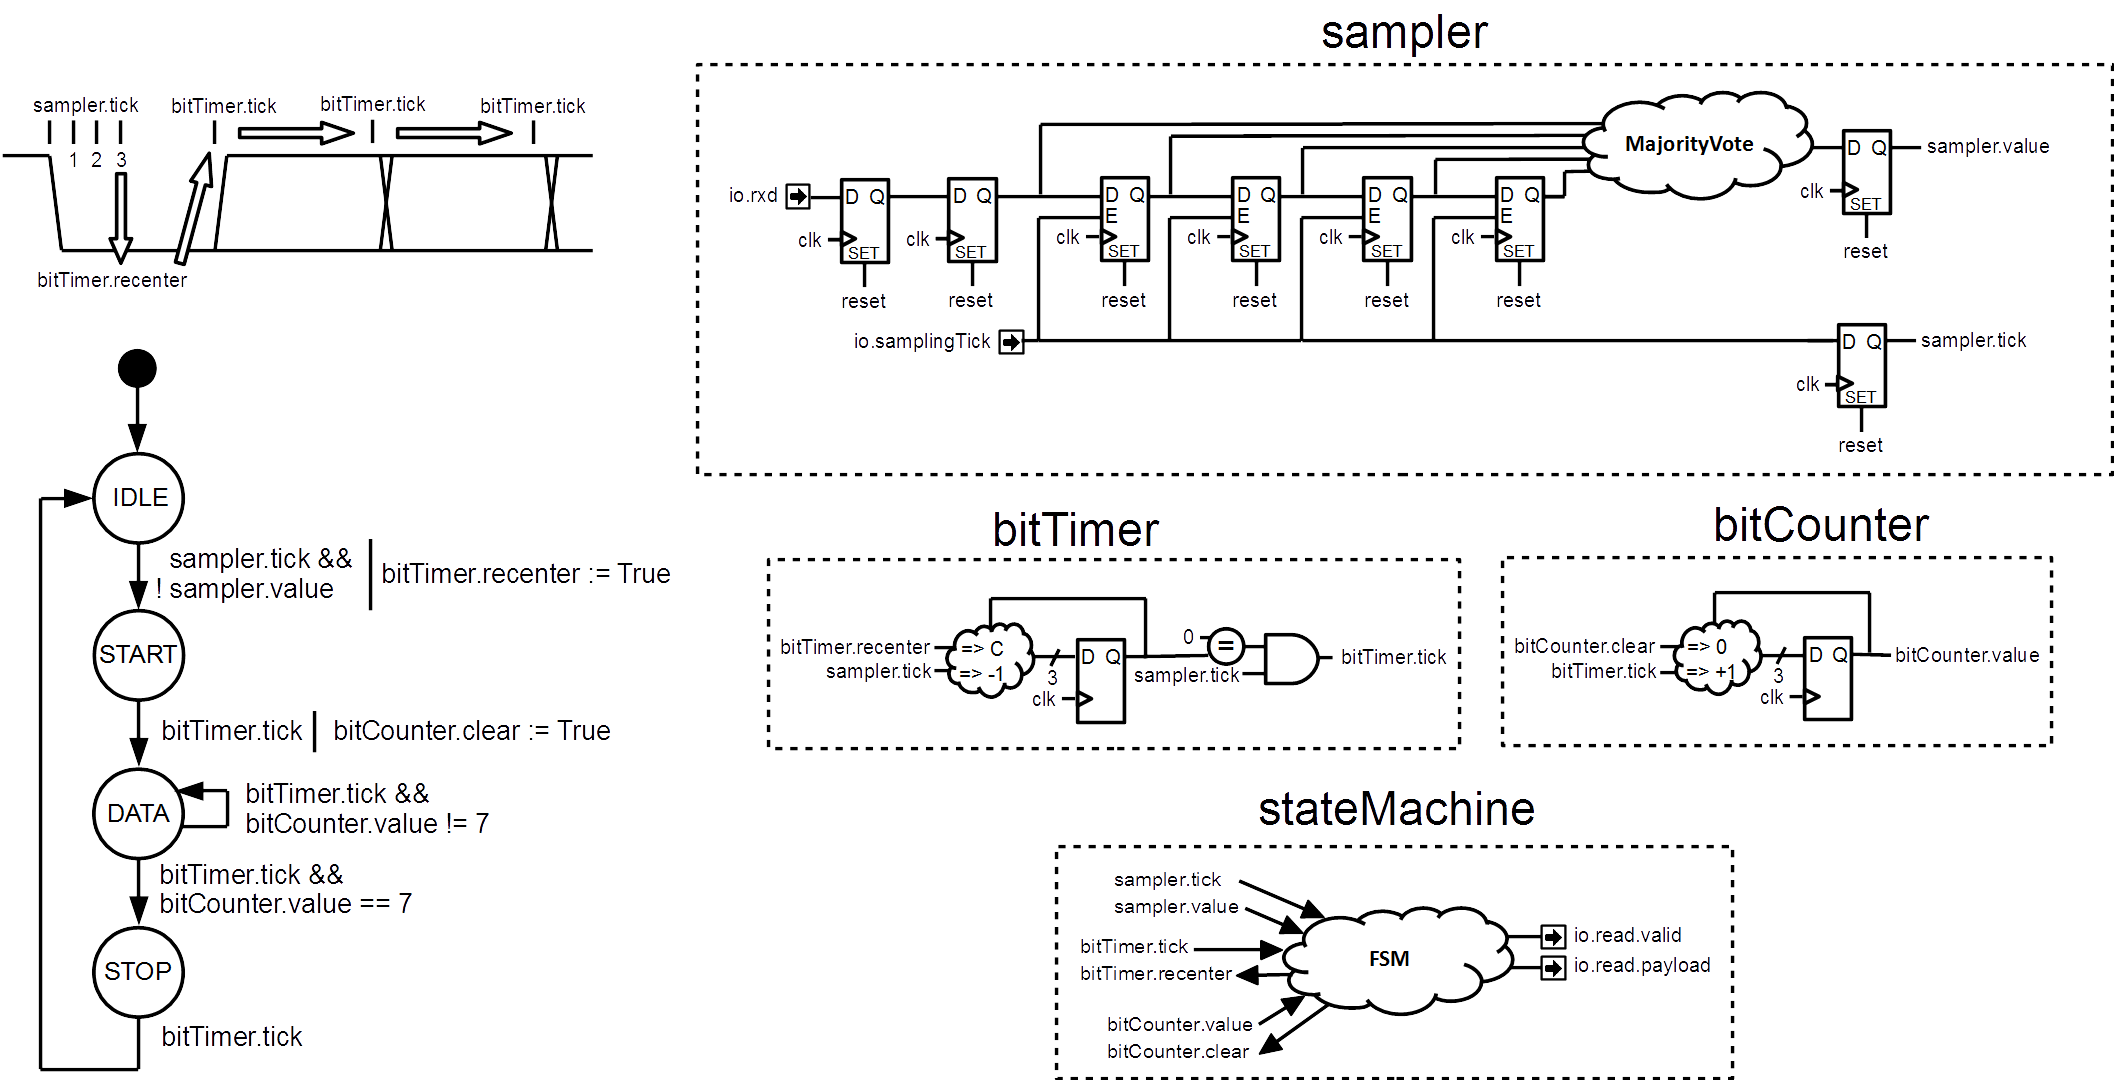 sampler.tick
bitTimer.tick
bitTimer.tick
bitTimer.tick
1 2 3
bitTimer.recenter
IDLE
sampler.tick &&
! sampler.value
bitTimer.recenter := True
START
bitTimer.tick
bitCounter.clear := True
DATA
bitTimer.tick &&
bitCounter.value != 7
bitTimer.tick &&
bitCounter.value == 7
STOP
bitTimer.tick
sampler
MajorityVote
D Q
sampler.value
clk
SET
reset
io.rxd
D Q
clk
SET
reset
D Q
clk
SET
reset
D Q
E
clk
SET
reset
D Q
E
clk
SET
reset
D Q
E
clk
SET
reset
D Q
E
clk
SET
reset
io.samplingTick
D Q
sampler.tick
clk
SET
reset
bitTimer
bitTimer.recenter
=> C
sampler.tick
=> -1
3
D Q
clk
0
=
sampler.tick
bitTimer.tick
bitCounter
bitCounter.clear
=> 0
bitTimer.tick
=> +1
3
D Q
clk
bitCounter.value
stateMachine
sampler.tick
sampler.value
bitTimer.tick
bitTimer.recenter
FSM
io.read.valid
io.read.payload
bitCounter.value
bitCounter.clear